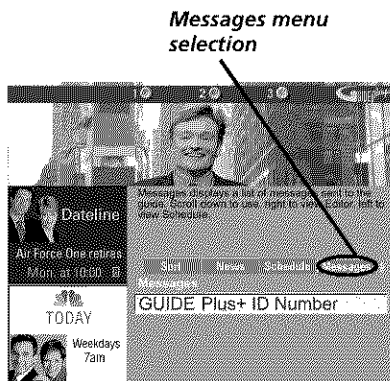 Messages menu
selection
1 2 3
Messages displays a list of messages sent to the
guide. Scroll down to use, right to view Editor, left to
view Schedule.
Dateline
Air Force One retires
Mon. at 10:00
Sort News Schedule Messages
Messages
GUIDE Plus+ ID Number
TODAY
Weekdays
7am